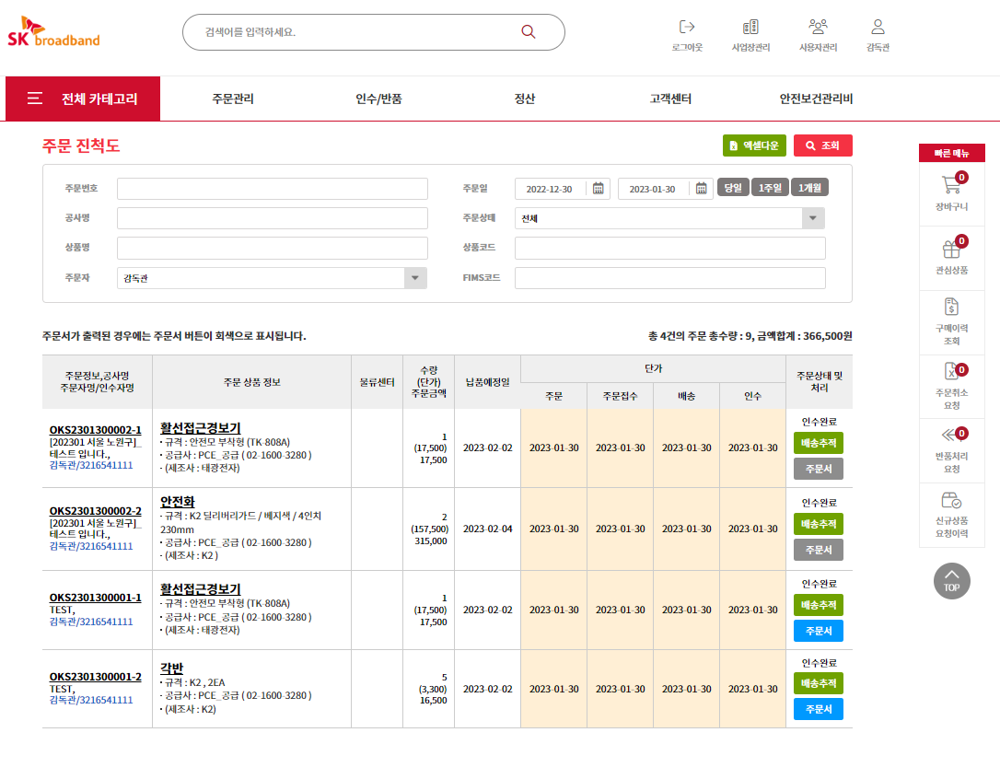 SK broadband
검색어를 입력하세요.
로그아웃
사업장관리
사용자관리
감독관
전체 카테고리
주문관리
인수/반품
정산
고객센터
안전보건관리비
주문 진척도
엑셀다운
조회
주문번호
주문일
2022-12-30
2023-01-30
당일
1주일
1개월
공사명
주문상태
전체
상품명
상품코드
주문자
감독관
FIMS코드
주문서가 출력된 경우에는 주문서 버튼이 회색으로 표시됩니다.
총 4건의 주문 총수량 : 9, 금액합계 : 366,500원
주문정보,공사명
주문자명/인수자명
주문 상품 정보
물류센터
수량
(단가)
주문금액
납품예정일
단가
주문
주문접수
배송
인수
주문상태 및
처리
OKS2301300002-1
[202301 서울 노원구]_
테스트 입니다.,
감독관/3216541111
활선접근경보기
· 규격 : 안전모 부착형 (TK-808A)
· 공급사 : PCE_공급 ( 02-1600-3280 )
· (제조사 : 태광전자)
1
(17,500)
17,500
2023-02-02
2023-01-30
2023-01-30
2023-01-30
2023-01-30
인수완료
배송추적
주문서
OKS2301300002-2
[202301 서울 노원구]_
테스트 입니다.,
감독관/3216541111
안전화
· 규격 : K2 딜리버리가드 / 베지색 / 4인치
230mm
· 공급사 : PCE_공급 ( 02-1600-3280 )
· (제조사 : K2 )
2
(157,500)
315,000
2023-02-04
2023-01-30
2023-01-30
2023-01-30
2023-01-30
인수완료
배송추적
주문서
OKS2301300001-1
TEST,
감독관/3216541111
활선접근경보기
· 규격 : 안전모 부착형 (TK-808A)
· 공급사 : PCE_공급 ( 02-1600-3280 )
· (제조사 : 태광전자)
1
(17,500)
17,500
2023-02-02
2023-01-30
2023-01-30
2023-01-30
2023-01-30
인수완료
배송추적
주문서
OKS2301300001-2
TEST,
감독관/3216541111
각반
· 규격 : K2 , 2EA
· 공급사 : PCE_공급 ( 02-1600-3280 )
· (제조사 : K2)
5
(3,300)
16,500
2023-02-02
2023-01-30
2023-01-30
2023-01-30
2023-01-30
인수완료
배송추적
주문서
빠른 메뉴
0
장바구니
0
관심상품
구매이력
조회
0
주문취소
요청
0
반품처리
요청
신규상품
요청이력
TOP